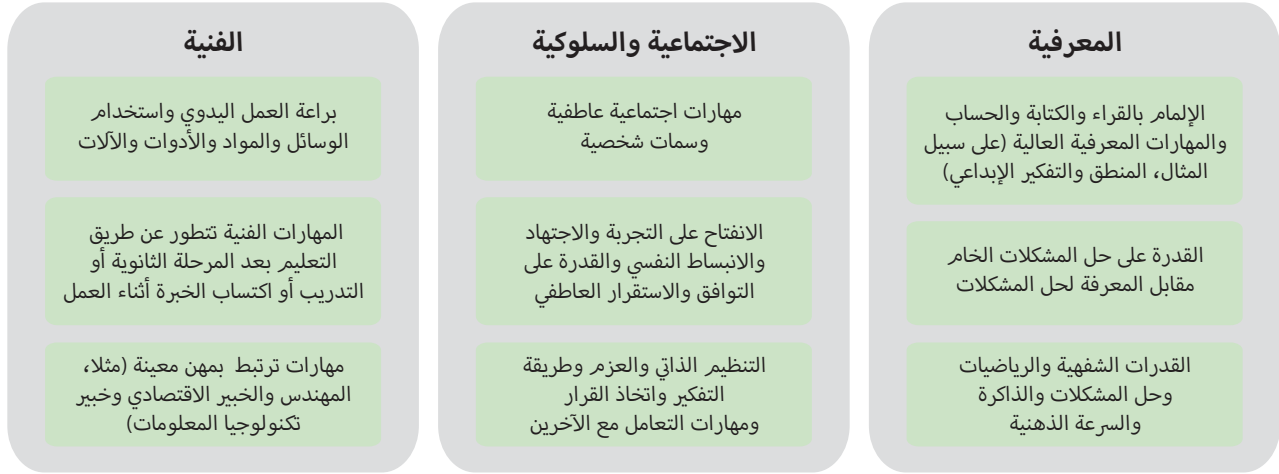 المعرفية
الإلمام بالقراء والكتابة والحساب
والمهارات المعرفية العالية (على سبيل
المثال، المنطق والتفكير الإبداعي)
القدرة على حل المشكلات الخام
مقابل المعرفة لحل المشكلات
القدرات الشفهية والرياضيات
وحل المشكلات والذاكرة
والسرعة الذهنية
الاجتماعية والسلوكية
مهارات اجتماعية عاطفية
وسمات شخصية
الانفتاح على التجربة والاجتهاد
والانبساط النفسي والقدرة على
التوافق والاستقرار العاطفي
التنظيم الذاتي والعزم وطريقة
التفكير واتخاذ القرار
ومهارات التعامل مع الآخرين
الفنية
براعة العمل اليدوي واستخدام
الوسائل والمواد والأدوات والآلات
المهارات الفنية تتطور عن طريق
التعليم بعد المرحلة الثانوية أو
التدريب أو اكتساب الخبرة أثناء العمل
مهارات ترتبط بمهن معينة (مثلا،
المهندس والخبير الاقتصادي وخبير
تكنولوجيا المعلومات)